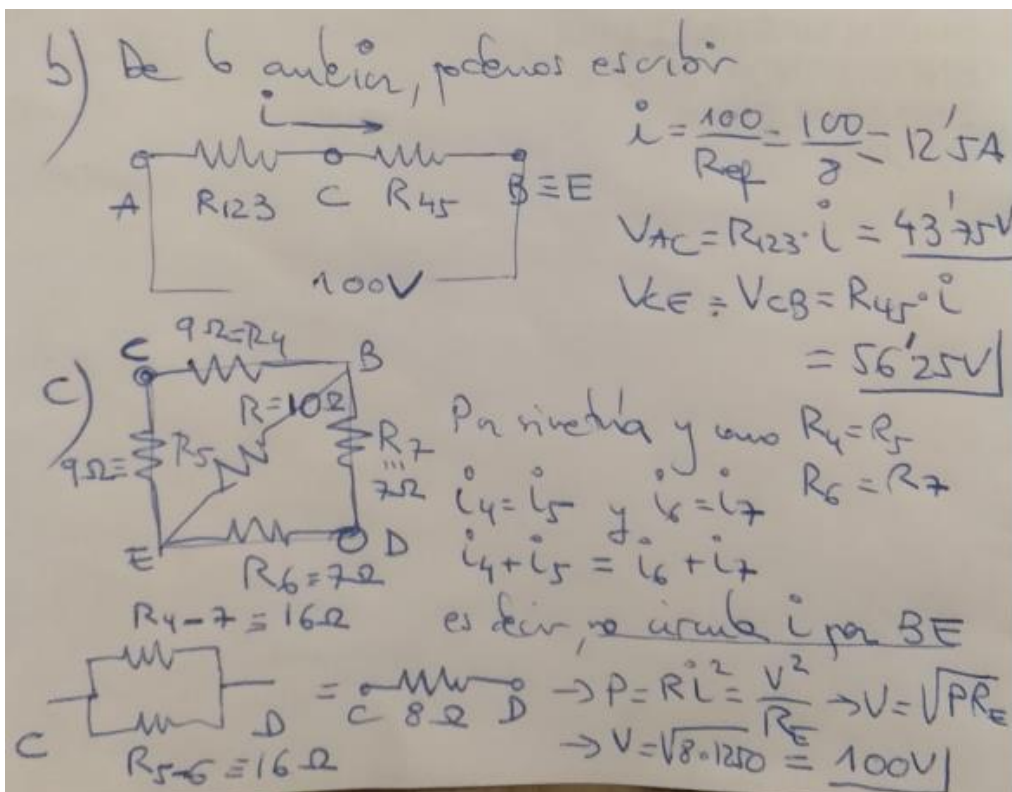 b) De lo anterior, podemos escribir
i
A R123 C R45 B≡E
100V
i = 100/Reg = 100/8 = 12'5A
VAC = R123·i = 43'75V
VCE = VCB = R45·i
= 56'25V
c)
C 9Ω=R4 B
R=10Ω
9Ω≡ R5 R7
≡
7Ω
E R6=7Ω D
Por simetría y como R4=R5
R6=R7
i4=i5 y i6=i7
i4+i5=i6+i7
es decir, no circula i por BE
R4-7≡16Ω
C D = C 8Ω D
R5-6≡16Ω
→P=Ri²=V²/RE→V=√PRE
→V=√8·1250=100V